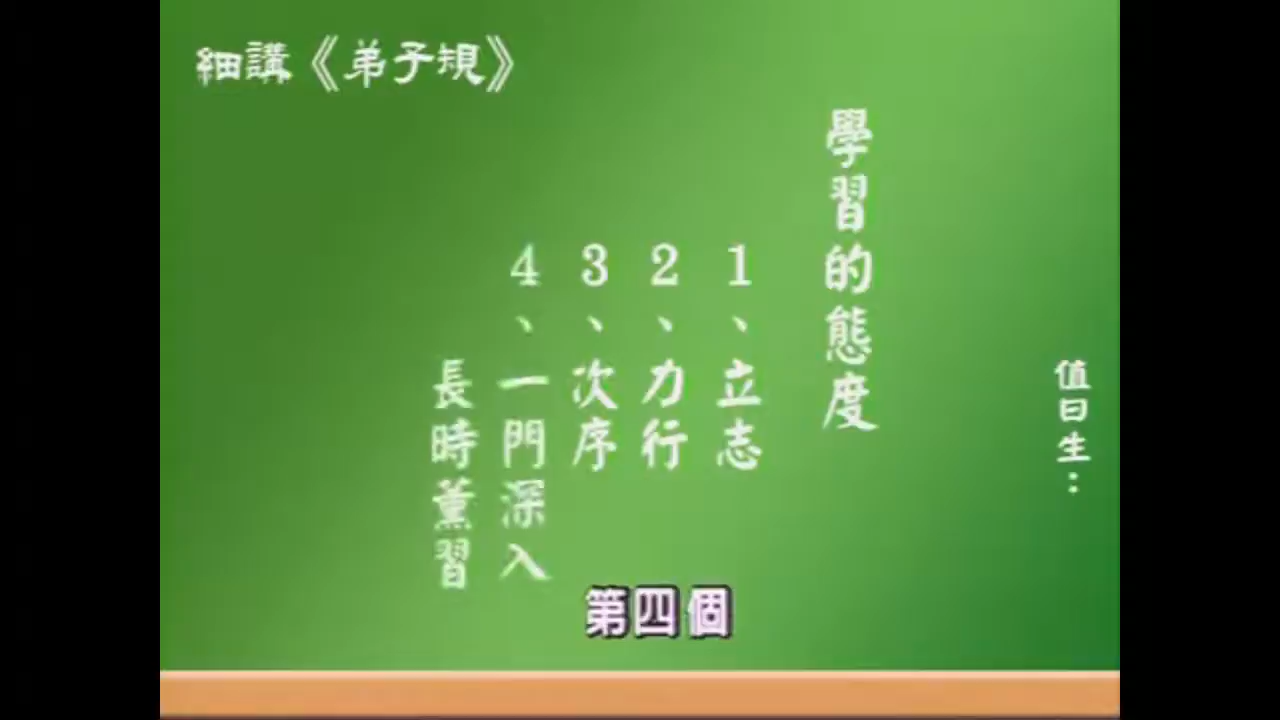 細講《弟子規》
值日生：
學習的態度
1、立志
2、力行
3、次序
4、一門深入
長時薰習
第四個